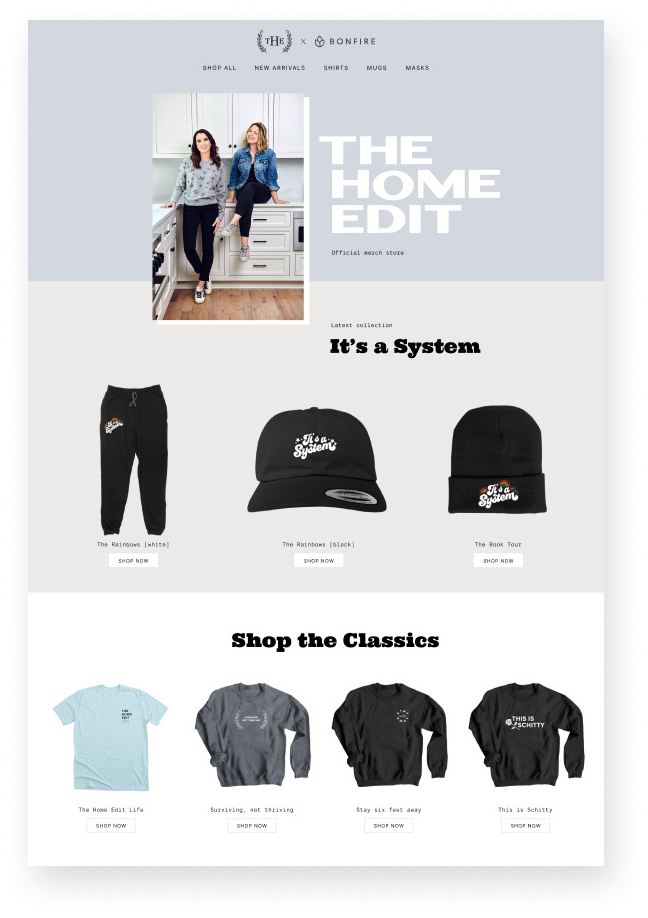 THE
x
BONFIRE
SHOP ALL
NEW ARRIVALS
SHIRTS
MUGS
MASKS
THE
HOME
EDIT
Official merch store
Latest collection
It's a System
It's a
System
It's a
System
It's a
System
The Rainbows [white]
The Rainbows [black]
The Book Tour
SHOP NOW
SHOP NOW
SHOP NOW
Shop the Classics
THE
HOME
EDIT
THIS IS
SCHITTY
The Home Edit Life
Surviving, not thriving
Stay six feet away
This is Schitty
SHOP NOW
SHOP NOW
SHOP NOW
SHOP NOW